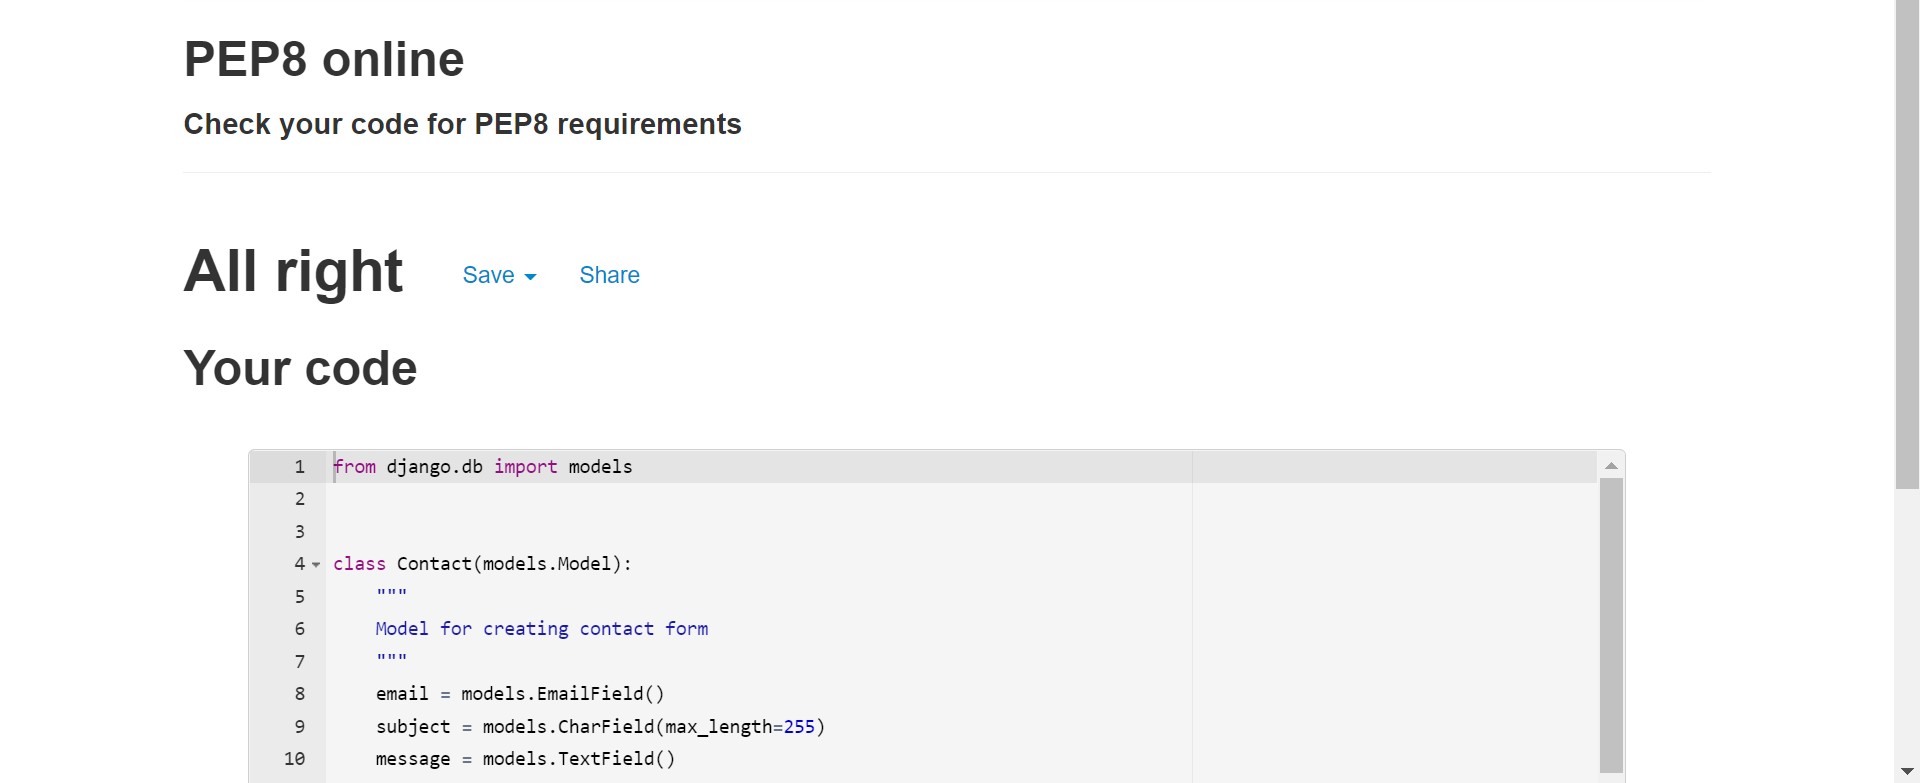 PEP8 online
Check your code for PEP8 requirements
All right Save Share
Your code
1 from django.db import models
2
3
4 class Contact(models.Model):
5     """
6     Model for creating contact form
7     """
8     email = models.EmailField()
9     subject = models.CharField(max_length=255)
10     message = models.TextField()